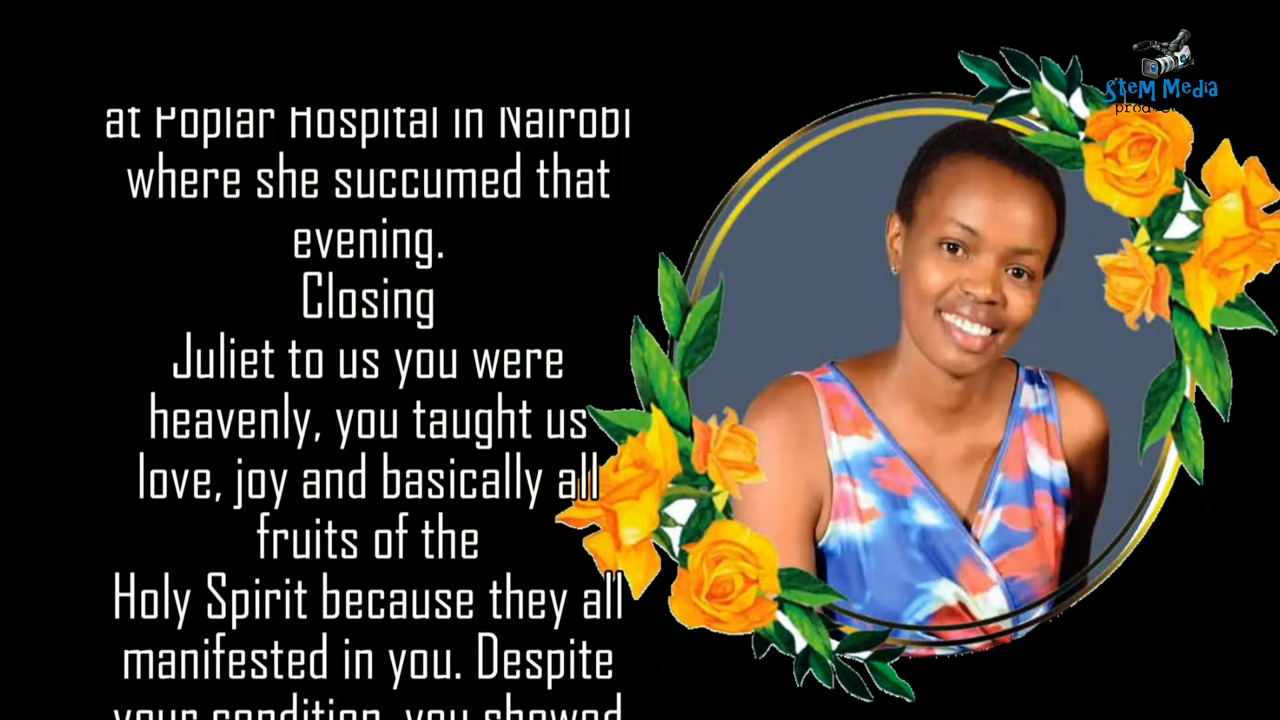 SteM Media
at Poplar Hospital in Nairobi
where she succumed that
evening.
Closing
Juliet to us you were
heavenly, you taught us
love, joy and basically all
fruits of the
Holy Spirit because they all
manifested in you. Despite
your condition, you showed